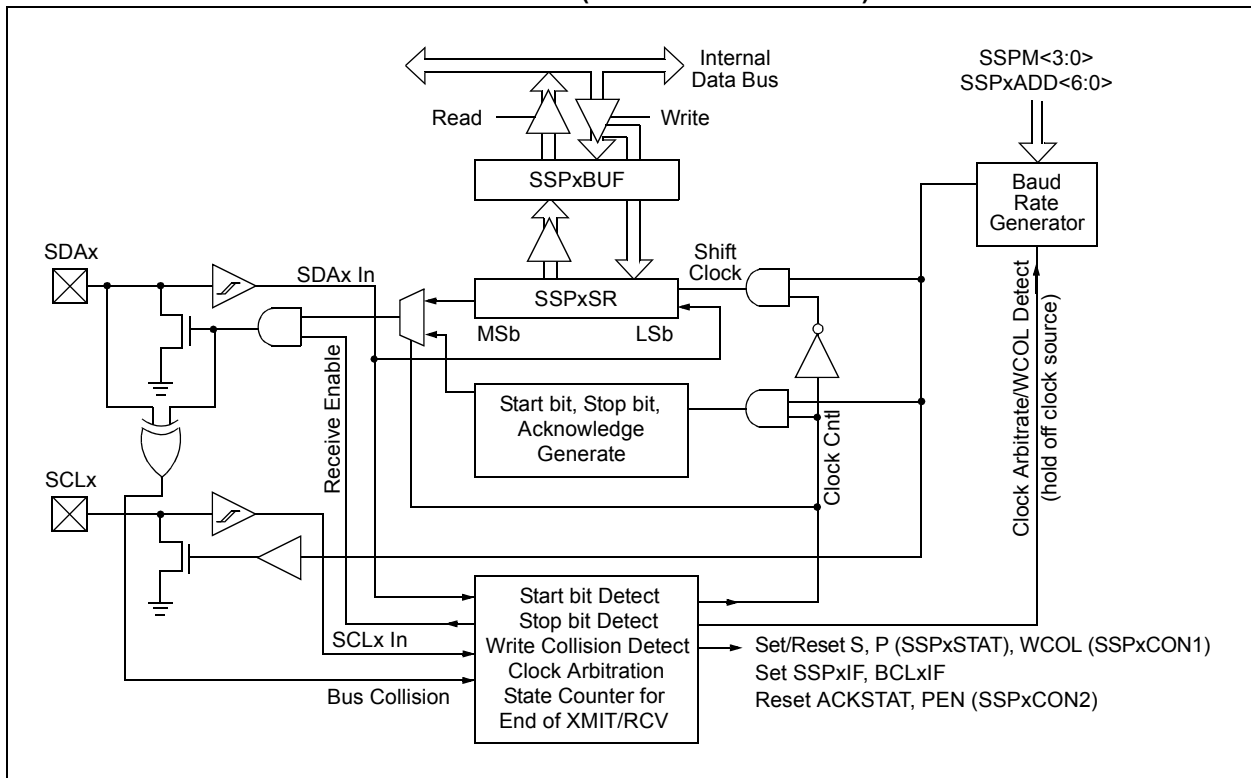 Internal
Data Bus
SSPM<3:0>
SSPxADD<6:0>
Read
Write
SSPxBUF
Baud
Rate
Generator
SDAx
SDAx In
Shift
Clock
SSPxSR
MSb
LSb
Receive Enable
Start bit, Stop bit,
Acknowledge
Generate
Clock Cntl
Clock Arbitrate/WCOL Detect
(hold off clock source)
SCLx
SCLx In
Bus Collision
Start bit Detect
Stop bit Detect
Write Collision Detect
Clock Arbitration
State Counter for
End of XMIT/RCV
Set/Reset S, P (SSPxSTAT), WCOL (SSPxCON1)
Set SSPxIF, BCLxIF
Reset ACKSTAT, PEN (SSPxCON2)